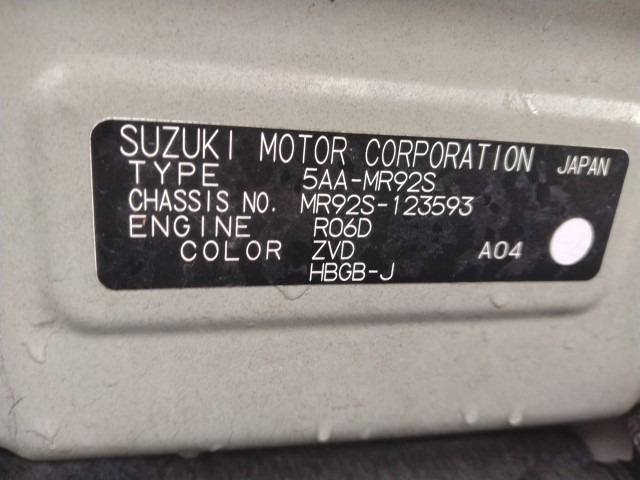 SUZUKI MOTOR CORPORATION JAPAN
TYPE 5AA-MR92S
CHASSIS NO. MR92S-123593
ENGINE R06D
COLOR ZVD A04
HBGB-J